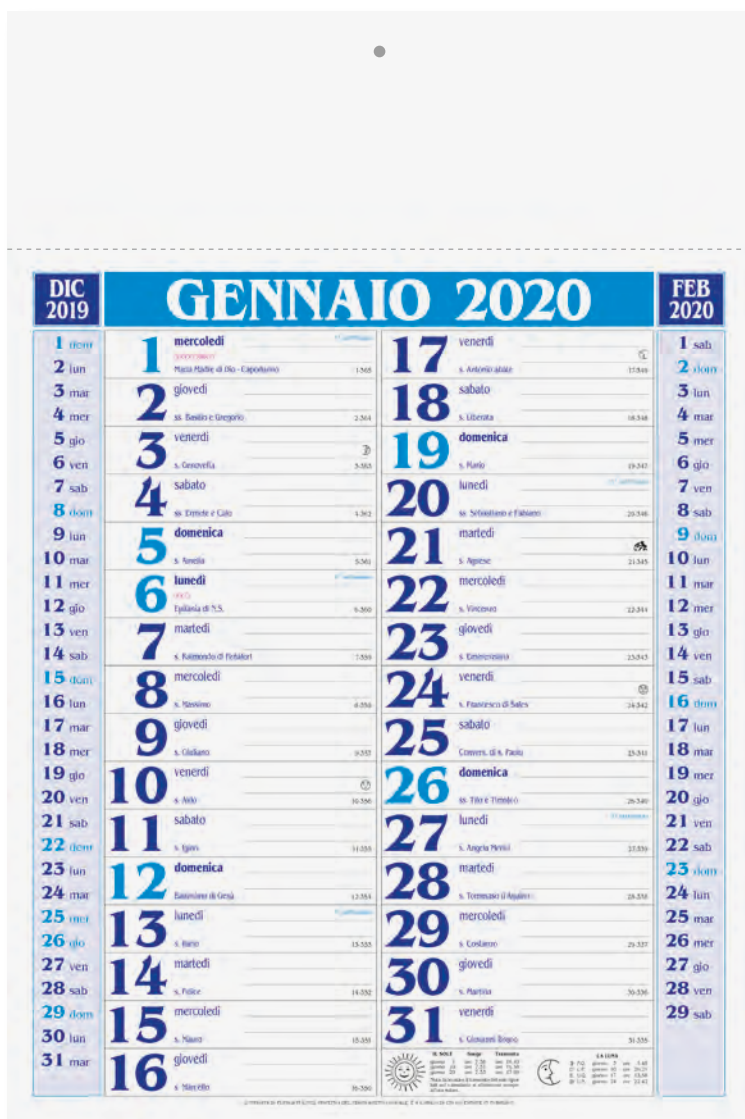 DIC
2019
GENNAIO 2020
FEB
2020
1 dom
2 lun
3 mar
4 mer
5 gio
6 ven
7 sab
8 dom
9 lun
10 mar
11 mer
12 gio
13 ven
14 sab
15 dom
16 lun
17 mar
18 mer
19 gio
20 ven
21 sab
22 dom
23 lun
24 mar
25 mer
26 gio
27 ven
28 sab
29 dom
30 lun
31 mar
1 mercoledì
Maria Madre di Dio - Capodanno 1-365
2 giovedì
ss. Basilio e Gregorio 2-364
3 venerdì
s. Genoveffa 3-363
4 sabato
ss. Ermete e Caio 4-362
5 domenica
s. Amelia 5-361
6 lunedì
Epifania di N.S. 6-360
7 martedì
s. Raimondo di Peñafort 7-359
8 mercoledì
s. Massimo 8-358
9 giovedì
s. Giuliano 9-357
10 venerdì
s. Aldo 10-356
11 sabato
s. Igino 11-355
12 domenica
Battesimo di Gesù 12-354
13 lunedì
s. Ilario 13-353
14 martedì
s. Felice 14-352
15 mercoledì
s. Mauro 15-351
16 giovedì
s. Marcello 16-350
17 venerdì
s. Antonio abate 17-349
18 sabato
s. Liberata 18-348
19 domenica
s. Mario 19-347
20 lunedì
ss. Sebastiano e Fabiano 20-346
21 martedì
s. Agnese 21-345
22 mercoledì
s. Vincenzo 22-344
23 giovedì
s. Emerenziana 23-343
24 venerdì
s. Francesco di Sales 24-342
25 sabato
Convers. di s. Paolo 25-341
26 domenica
ss. Tito e Timoteo 26-340
27 lunedì
s. Angela Merici 27-339
28 martedì
s. Tommaso d'Aquino 28-338
29 mercoledì
s. Costanzo 29-337
30 giovedì
s. Martina 30-336
31 venerdì
s. Giovanni Bosco 31-335
IL SOLE Sorge Tramonta
LA LUNA
1 sab
2 dom
3 lun
4 mar
5 mer
6 gio
7 ven
8 sab
9 dom
10 lun
11 mar
12 mer
13 gio
14 ven
15 sab
16 dom
17 lun
18 mar
19 mer
20 gio
21 ven
22 sab
23 dom
24 lun
25 mar
26 mer
27 gio
28 ven
29 sab